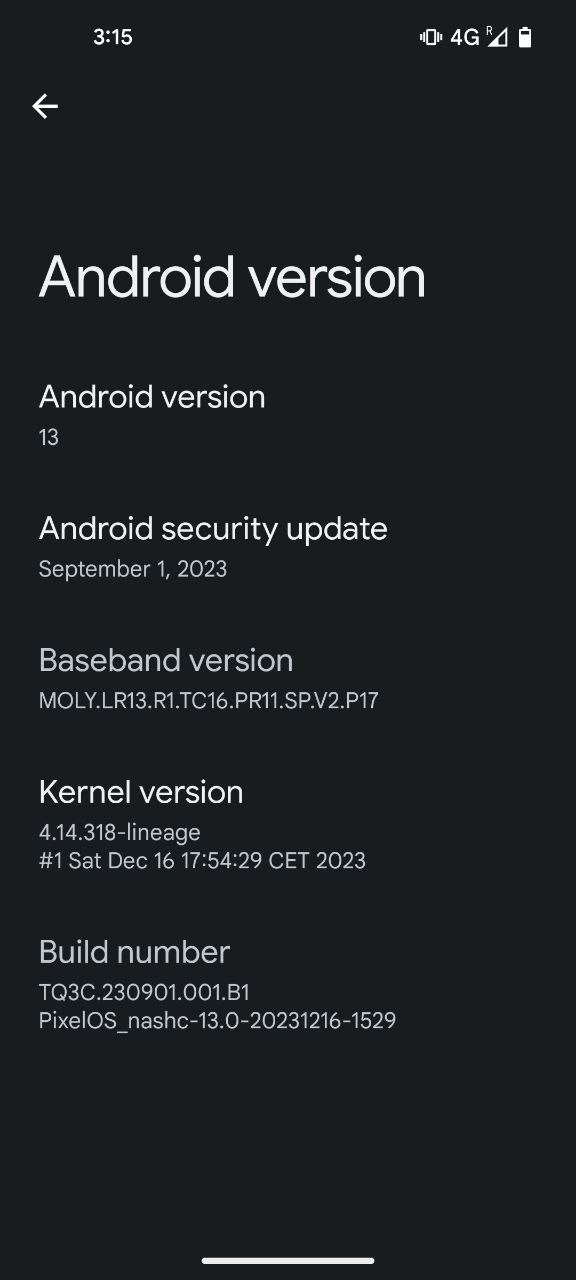 3:15
4G R
Android version
Android version
13
Android security update
September 1, 2023
Baseband version
MOLY.LR13.R1.TC16.PR11.SP.V2.P17
Kernel version
4.14.318-lineage
#1 Sat Dec 16 17:54:29 CET 2023
Build number
TQ3C.230901.001.B1
PixelOS_nashc-13.0-20231216-1529